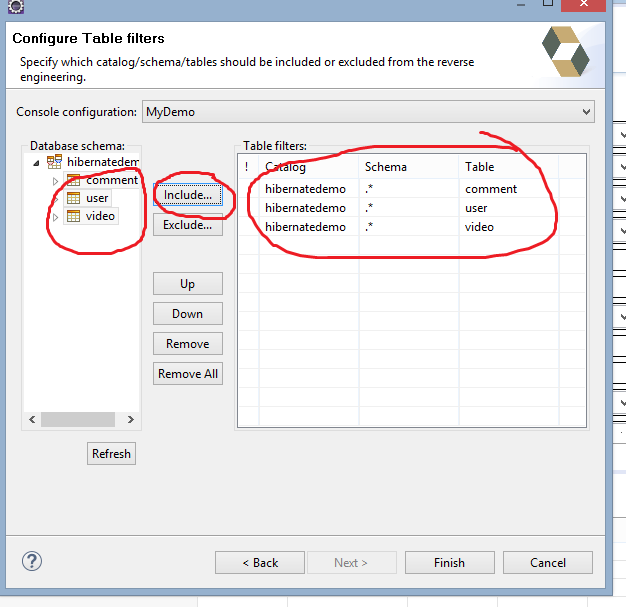 Configure Table filters
Specify which catalog/schema/tables should be included or excluded from the reverse
engineering.
Console configuration: MyDemo
Database schema:
hibernatedem
comment
user
video
Include...
Exclude...
Up
Down
Remove
Remove All
Refresh
Table filters:
! Catalog Schema Table
hibernatedemo .* comment
hibernatedemo .* user
hibernatedemo .* video
? < Back Next > Finish Cancel